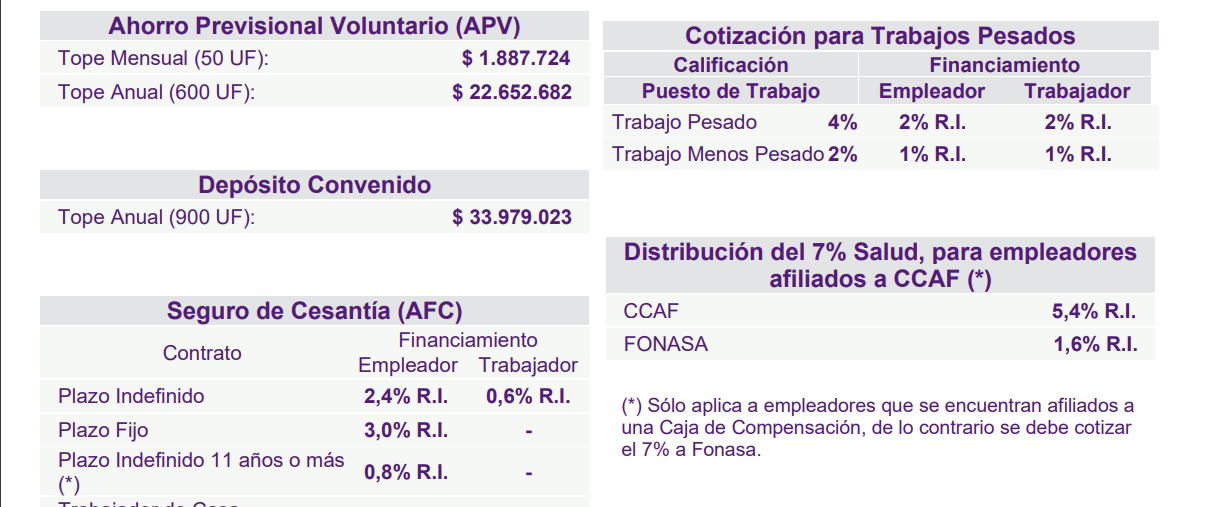 Ahorro Previsional Voluntario (APV)
Tope Mensual (50 UF): $ 1.887.724
Tope Anual (600 UF): $ 22.652.682
Depósito Convenido
Tope Anual (900 UF): $ 33.979.023
Seguro de Cesantía (AFC)
Contrato Financiamiento
Empleador Trabajador
Plazo Indefinido 2,4% R.I. 0,6% R.I.
Plazo Fijo 3,0% R.I. -
Plazo Indefinido 11 años o más
(*) 0,8% R.I. -
Trabajador de Casa
Cotización para Trabajos Pesados
Calificación Financiamiento
Puesto de Trabajo Empleador Trabajador
Trabajo Pesado 4% 2% R.I. 2% R.I.
Trabajo Menos Pesado 2% 1% R.I. 1% R.I.
Distribución del 7% Salud, para empleadores
afiliados a CCAF (*)
CCAF 5,4% R.I.
FONASA 1,6% R.I.
(*) Sólo aplica a empleadores que se encuentran afiliados a
una Caja de Compensación, de lo contrario se debe cotizar
el 7% a Fonasa.